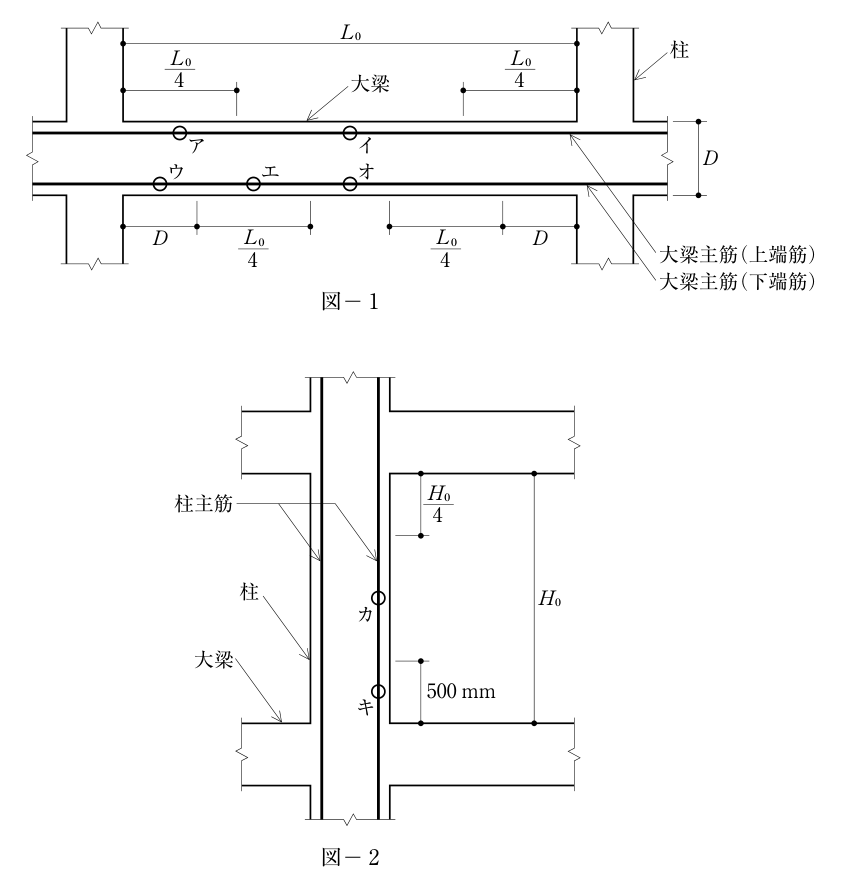 L₀
L₀/4
L₀/4
柱
大梁
ア
イ
ウ
エ
オ
D
D
L₀/4
L₀/4
D
大梁主筋(上端筋)
大梁主筋(下端筋)
図－1
H₀/4
柱主筋
柱
カ
H₀
大梁
500 mm
キ
図－2